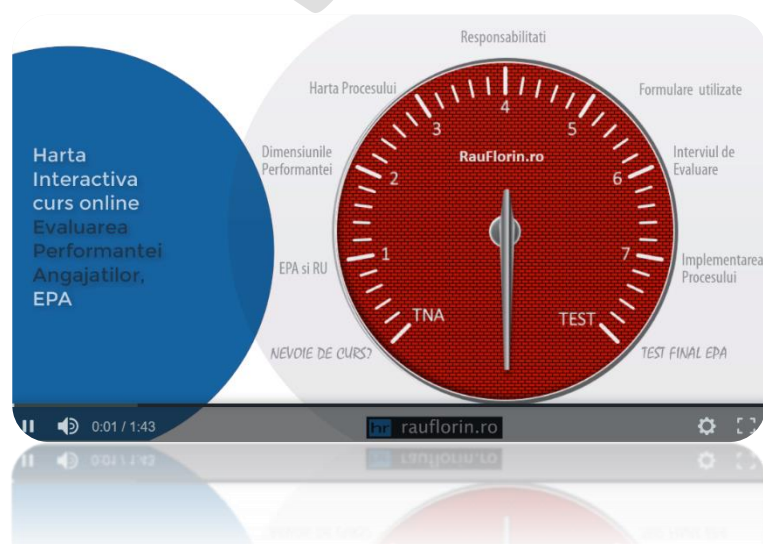 Harta
Interactiva
curs online
Evaluarea
Performantei
Angajatilor,
EPA
Responsabilitati
Harta Procesului
Formulare utilizate
Dimensiunile
Performantei
Interviul de
Evaluare
EPA si RU
Implementarea
Procesului
NEVOIE DE CURS?
TEST FINAL EPA
RauFlorin.ro
TNA
1
2
3
4
5
6
7
TEST
0:01 / 1:43
hr rauflorin.ro